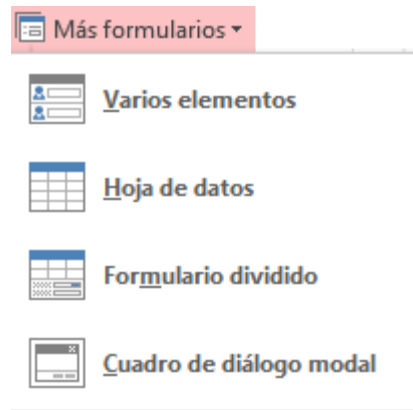 Más formularios
Varios elementos
Hoja de datos
Formulario dividido
Cuadro de diálogo modal